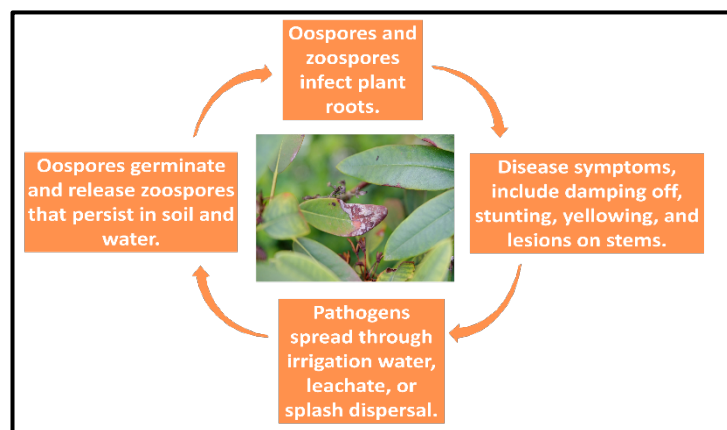 Oospores and
zoospores
infect plant
roots.
Disease symptoms,
include damping off,
stunting, yellowing, and
lesions on stems.
Pathogens
spread through
irrigation water,
leachate, or
splash dispersal.
Oospores germinate
and release zoospores
that persist in soil and
water.